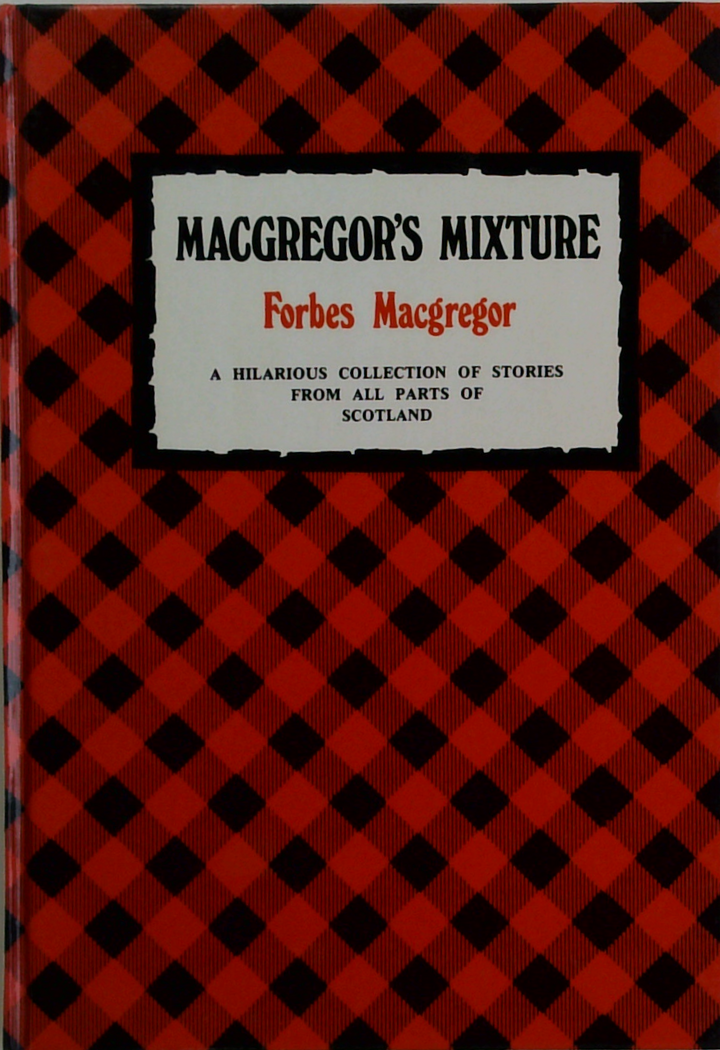 MACGREGOR'S MIXTURE
Forbes Macgregor
A HILARIOUS COLLECTION OF STORIES
FROM ALL PARTS OF
SCOTLAND